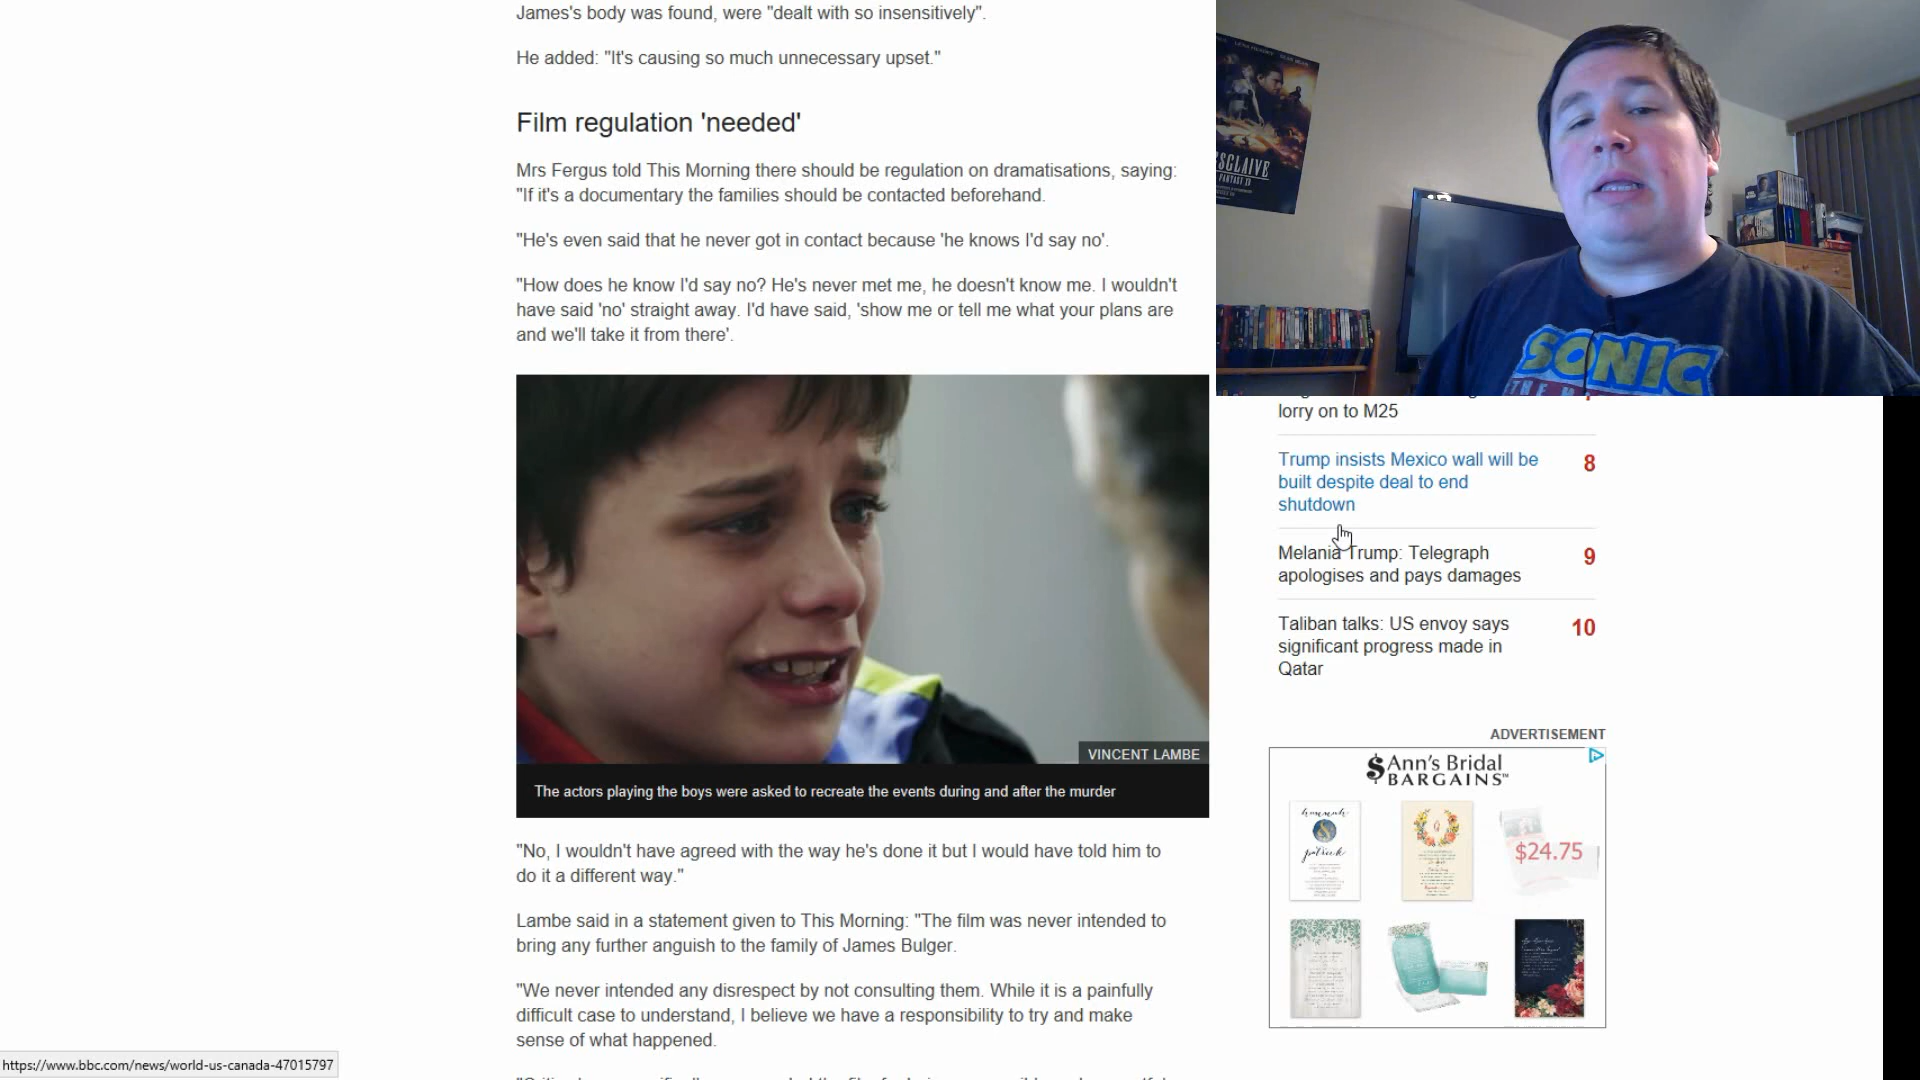 James's body was found, were "dealt with so insensitively".
He added: "It's causing so much unnecessary upset."
Film regulation 'needed'
Mrs Fergus told This Morning there should be regulation on dramatisations, saying:
"If it's a documentary the families should be contacted beforehand.
"He's even said that he never got in contact because 'he knows I'd say no'.
"How does he know I'd say no? He's never met me, he doesn't know me. I wouldn't
have said 'no' straight away. I'd have said, 'show me or tell me what your plans are
and we'll take it from there'.
VINCENT LAMBE
The actors playing the boys were asked to recreate the events during and after the murder
"No, I wouldn't have agreed with the way he's done it but I would have told him to
do it a different way."
Lambe said in a statement given to This Morning: "The film was never intended to
bring any further anguish to the family of James Bulger.
"We never intended any disrespect by not consulting them. While it is a painfully
difficult case to understand, I believe we have a responsibility to try and make
sense of what happened.
SONIC
lorry on to M25
Trump insists Mexico wall will be 8
built despite deal to end
shutdown
Melania Trump: Telegraph 9
apologises and pays damages
Taliban talks: US envoy says 10
significant progress made in
Qatar
ADVERTISEMENT
Ann's Bridal
BARGAINS™
$24.75
https://www.bbc.com/news/world-us-canada-47015797